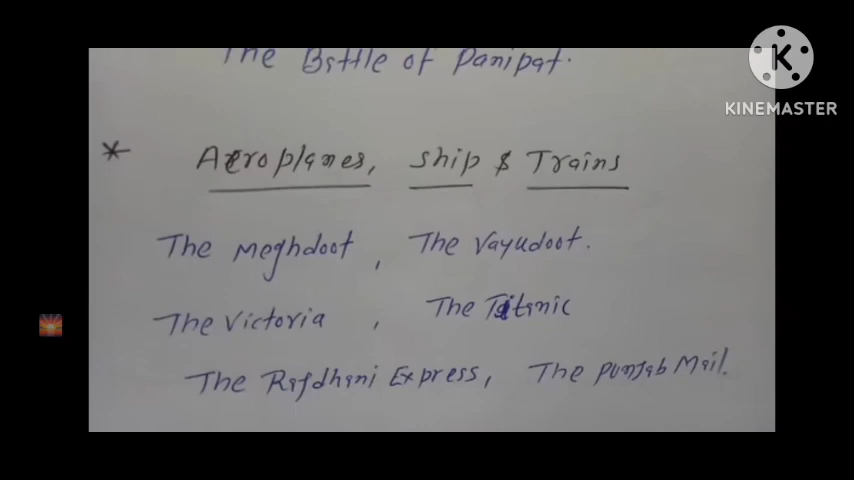 The Battle of Panipat.
* Aeroplanes, Ship & Trains
The Meghdoot, The Vayudoot.
The Victoria, The Titanic
The Rajdhani Express, The Punjab Mail.
K
KINEMASTER